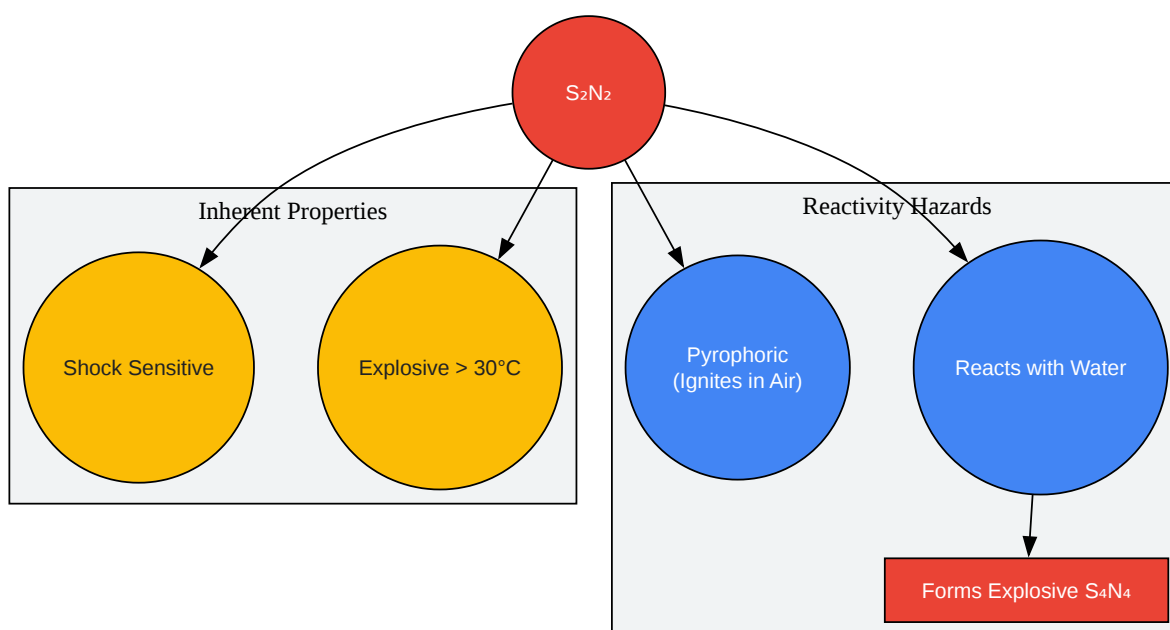 S₂N₂
Inherent Properties
Reactivity Hazards
Shock Sensitive
Explosive > 30°C
Pyrophoric
(Ignites in Air)
Reacts with Water
Forms Explosive S₄N₄